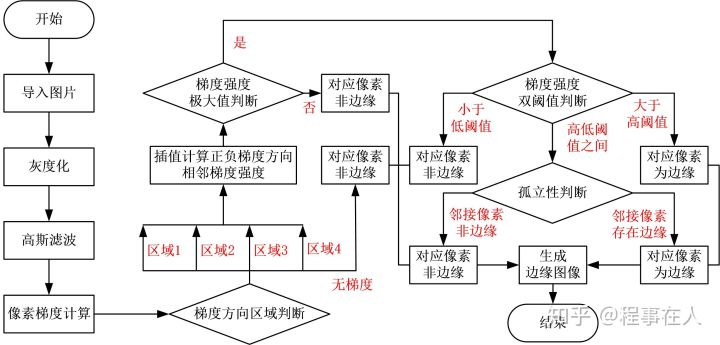 开始
导入图片
灰度化
高斯滤波
像素梯度计算
梯度方向区域判断
区域1
区域2
区域3
区域4
无梯度
插值计算正负梯度方向
相邻梯度强度
梯度强度
极大值判断
是
否
对应像素
非边缘
对应像素
非边缘
梯度强度
双阈值判断
小于
低阈值
高低阈
值之间
大于
高阈值
对应像素
非边缘
对应像素
为边缘
孤立性判断
邻接像素
非边缘
邻接像素
存在边缘
对应像素
非边缘
生成
边缘图像
对应像素
为边缘
结束
知乎 @程事在人